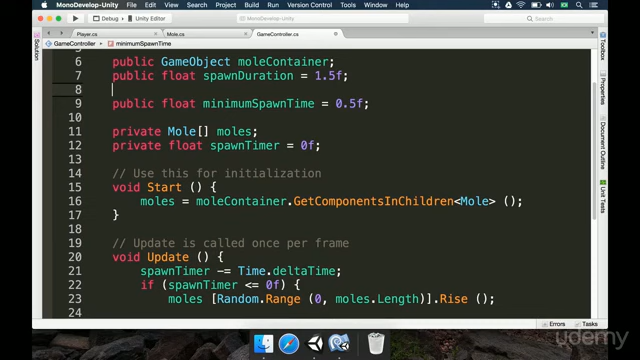 MonoDevelop-Unity File Edit View Search Project Build Run Version Control Tools Window Help
Debug › Unity Editor
Player.cs Mole.cs GameController.cs
GameController › minimumSpawnTime
Solution
Toolbox
Properties
Document Outline
Unit Tests
5
6 public GameObject moleContainer;
7 public float spawnDuration = 1.5f;
8
9 public float minimumSpawnTime = 0.5f;
10
11 private Mole[] moles;
12 private float spawnTimer = 0f;
13
14 // Use this for initialization
15 void Start () {
16 moles = moleContainer.GetComponentsInChildren<Mole> ();
17 }
18
19 // Update is called once per frame
20 void Update () {
21 spawnTimer -= Time.deltaTime;
22 if (spawnTimer <= 0f) {
23 moles [Random.Range (0, moles.Length)].Rise ();
24
Errors Tasks
udemy